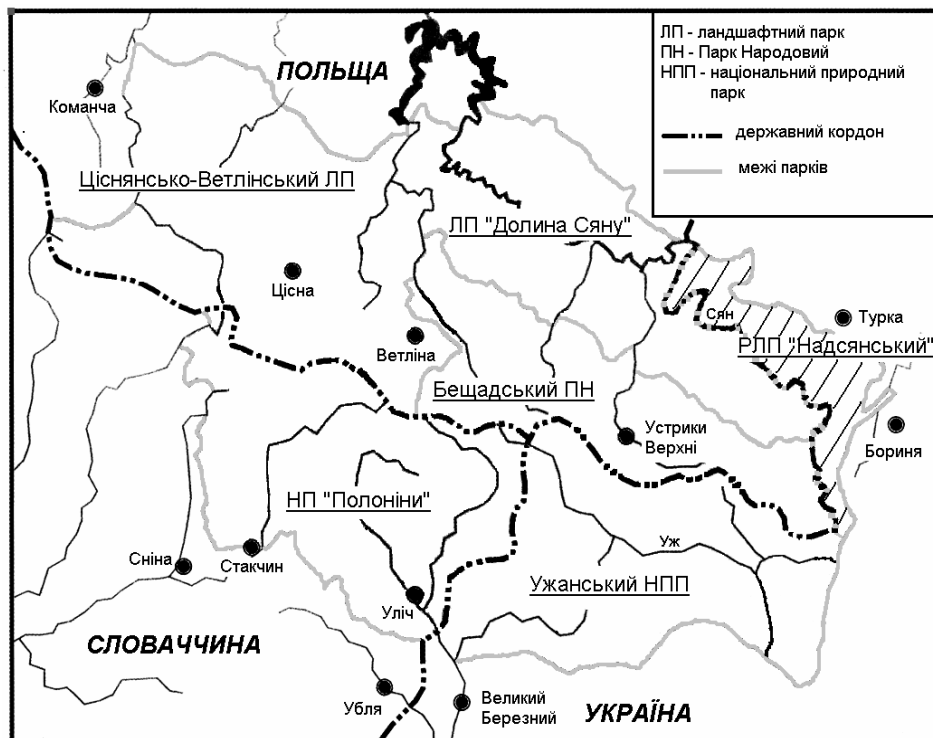 ЛП - ландшафтний парк
ПН - Парк Народовий
НПП - національний природний
парк
державний кордон
межі парків
ПОЛЬЩА
Команча
Ціснянсько-Ветлінський ЛП
ЛП "Долина Сяну"
Цісна
Сян
Турка
РЛП "Надсянський"
Ветліна
Бещадський ПН
Устрики
Верхні
Бориня
НП "Полоніни"
Сніна
Стакчин
Уж
Ужанський НПП
Уліч
СЛОВАЧЧИНА
Убля
Великий
Березний
УКРАЇНА